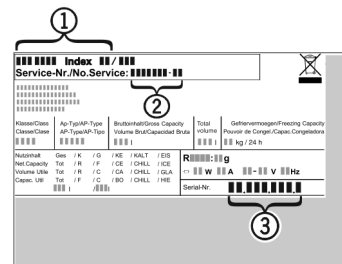 1
Index /
Service-Nr./No.Service: -
2
Klasse/Class Ap-Typ/AP-Type Bruttoinhalt/Gross Capacity Total Gefriervermoegen/Freezing Capacity
Classe/Clase AP-Type/AP-Tipo Volume Brut/Capacidad Bruta volume Pouvoir de Congel./Capac.Congeladora
l l kg / 24 h
Nutzinhalt Ges / K / G / KE / KALT / EIS
Net.Capacity Tot / R / F / CE / CHILL / ICE
Volume Utile Tot / R / C / CA / CHILL / GLA
Capac. Util Tot / F / C / BO / CHILL / HIE
l / l
R : g
W A - V Hz
Serial-Nr. . . .
3